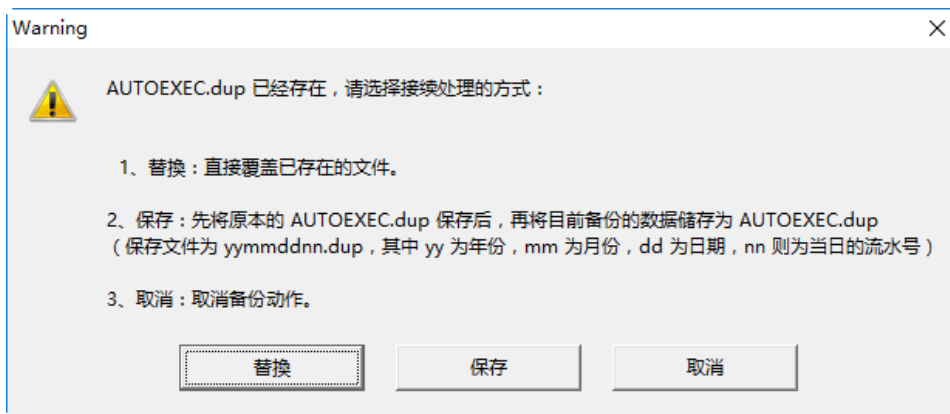 Warning
AUTOEXEC.dup 已经存在，请选择接续处理的方式：
1、替换：直接覆盖已存在的文件。
2、保存：先将原本的 AUTOEXEC.dup 保存后，再将目前备份的数据储存为 AUTOEXEC.dup
（保存文件为 yymmddnn.dup，其中 yy 为年份，mm 为月份，dd 为日期，nn 则为当日的流水号）
3、取消：取消备份动作。
替换 保存 取消